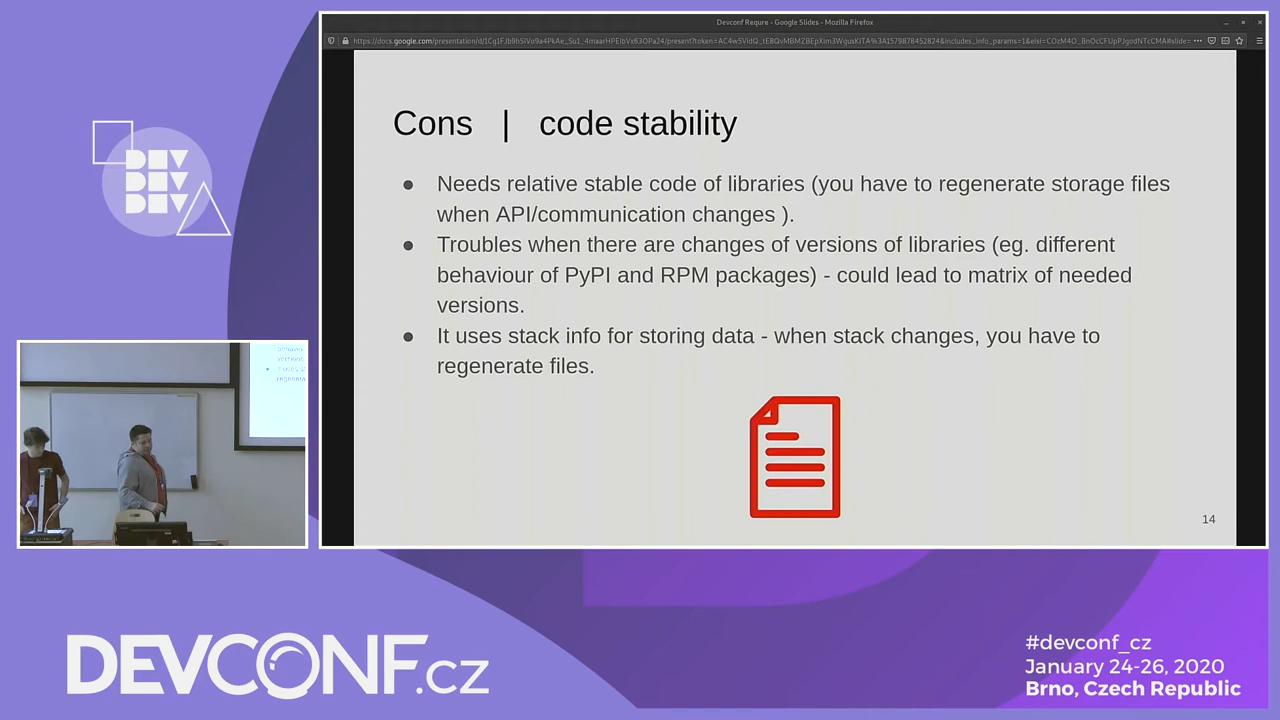 Devconf Requre - Google Slides - Mozilla Firefox
DEV
DEV
DEV
Cons | code stability
● Needs relative stable code of libraries (you have to regenerate storage files
when API/communication changes ).
● Troubles when there are changes of versions of libraries (eg. different
behaviour of PyPI and RPM packages) - could lead to matrix of needed
versions.
● It uses stack info for storing data - when stack changes, you have to
regenerate files.
14
DEVCONF.cz
#devconf_cz
January 24-26, 2020
Brno, Czech Republic